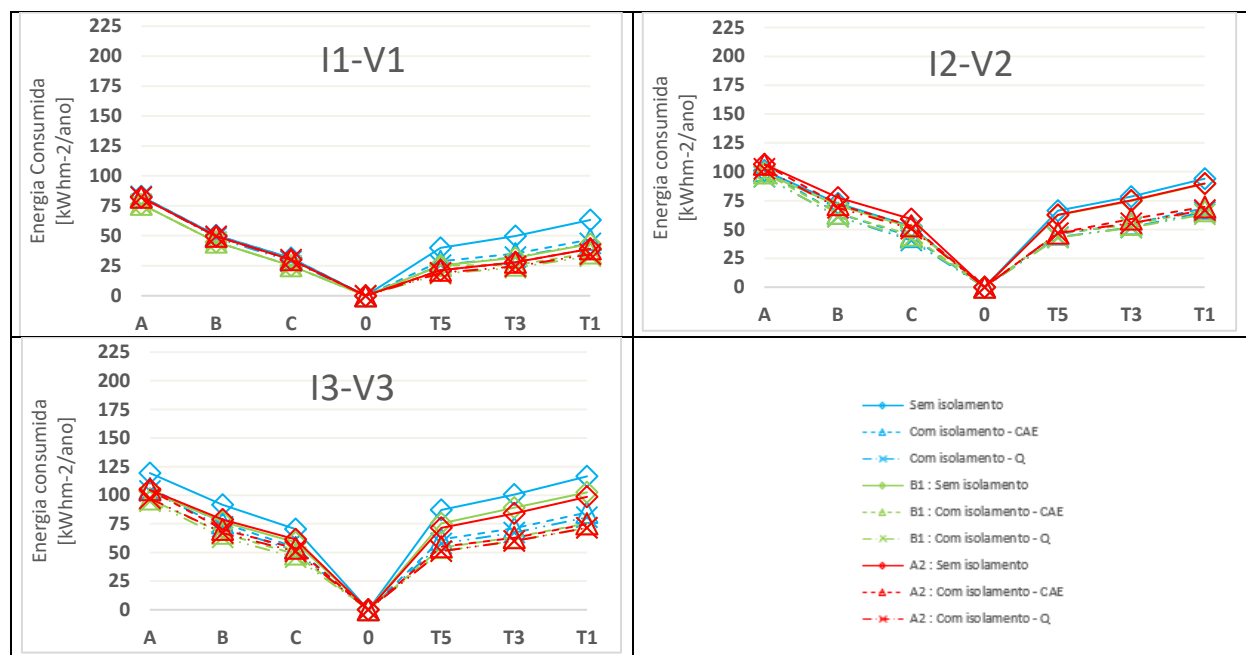 I1-V1
Energia Consumida
[kWhm-2/ano]
225
200
175
150
125
100
75
50
25
0
A B C 0 T5 T3 T1
I2-V2
Energia consumida
[kWhm-2/ano]
225
200
175
150
125
100
75
50
25
0
A B C 0 T5 T3 T1
I3-V3
Energia consumida
[kWhm-2/ano]
225
200
175
150
125
100
75
50
25
0
A B C 0 T5 T3 T1
Sem isolamento
Com isolamento - CAE
Com isolamento - Q
B1 : Sem isolamento
B1 : Com isolamento - CAE
B1 : Com isolamento - Q
A2 : Sem isolamento
A2 : Com isolamento - CAE
A2 : Com isolamento - Q